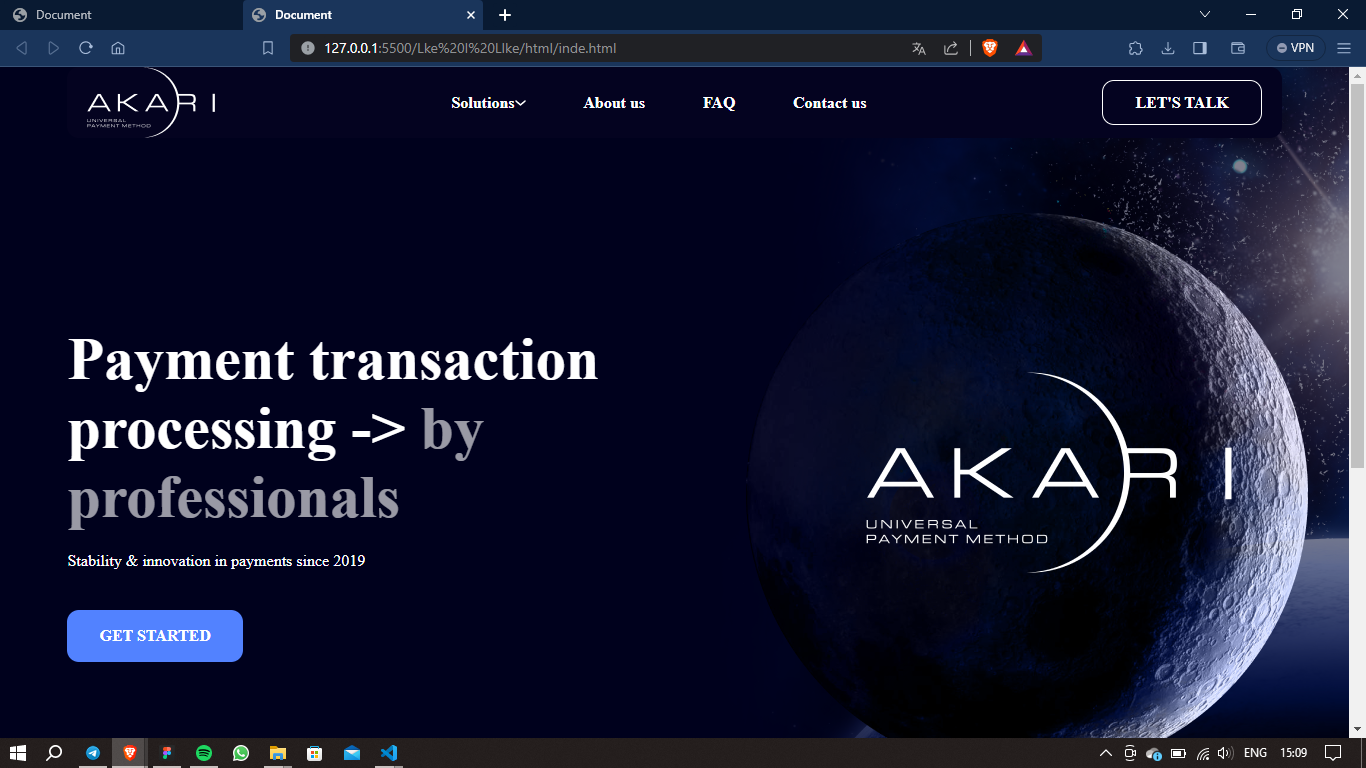 Document
Document
127.0.0.1:5500/Lke%20I%20LIke/html/inde.html
VPN
AKARI
UNIVERSAL
PAYMENT METHOD
Solutions
About us
FAQ
Contact us
LET'S TALK
Payment transaction
processing -> by
professionals
Stability & innovation in payments since 2019
GET STARTED
AKARI
UNIVERSAL
PAYMENT METHOD
ENG
15:09